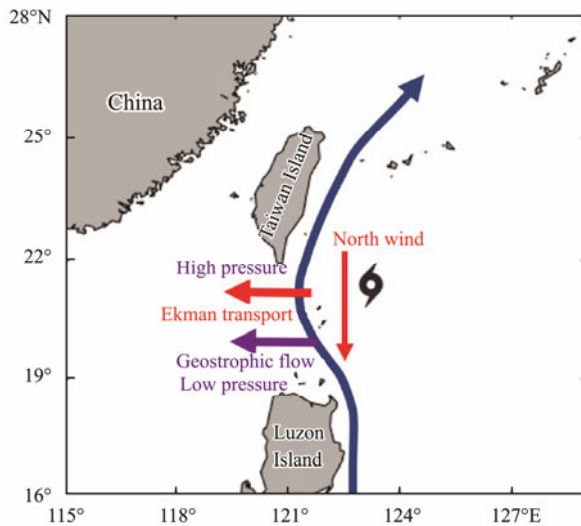 28°N
China
25°
Taiwan Island
22°
North wind
High pressure
Ekman transport
Geostrophic flow
Low pressure
19°
Luzon
Island
16°
115°
118°
121°
124°
127°E